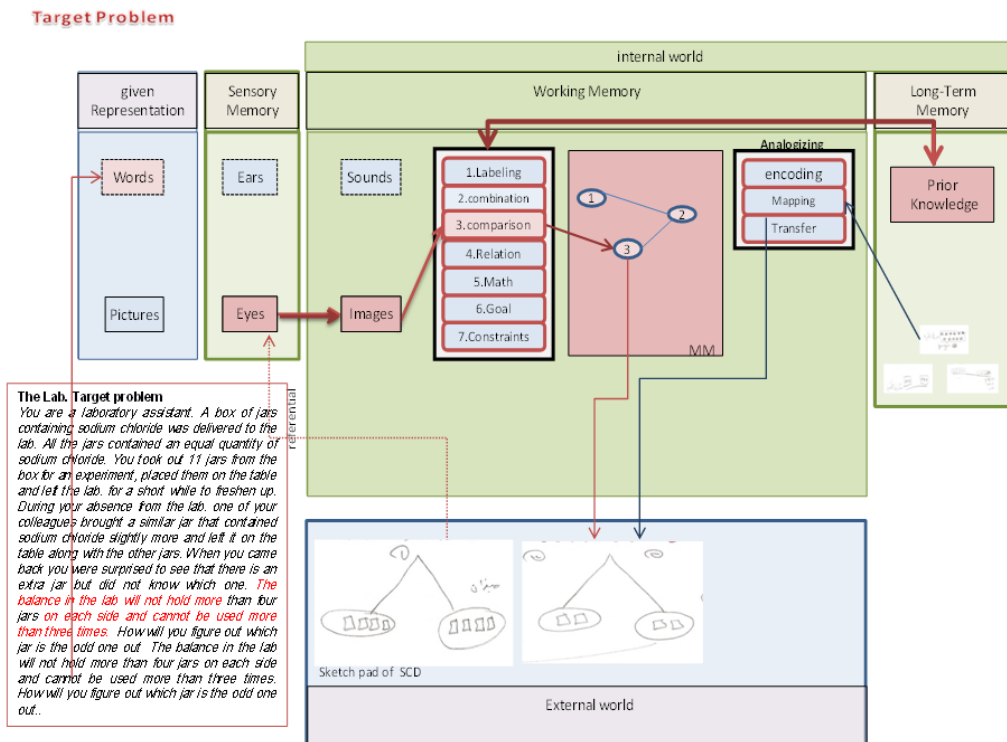 Target Problem
internal world
given
Representation
Sensory
Memory
Working Memory
Long-Term
Memory
Words
Ears
Sounds
1.Labeling
2.combination
3.comparison
4.Relation
5.Math
6.Goal
7.Constraints
1
2
3
MM
Analogizing
encoding
Mapping
Transfer
Prior
Knowledge
Pictures
Eyes
Images
referential
The Lab. Target problem
You are a laboratory assistant. A box of jars
containing sodium chloride was delivered to the
lab. All the jars contained an equal quantity of
sodium chloride. You took out 11 jars from the
box for an experiment, placed them on the table
and left the lab. for a short while to freshen up.
During your absence from the lab. one of your
colleagues brought a similar jar that contained
sodium chloride slightly more and left it on the
table along with the other jars. When you came
back you were surprised to see that there is an
extra jar but did not know which one. The
balance in the lab will not hold more than four
jars on each side and cannot be used more
than three times. How will you figure out which
jar is the odd one out The balance in the lab
will not hold more than four jars on each side
and cannot be used more than three times.
How will you figure out which jar is the odd one
out..
Sketch pad of SCD
External world